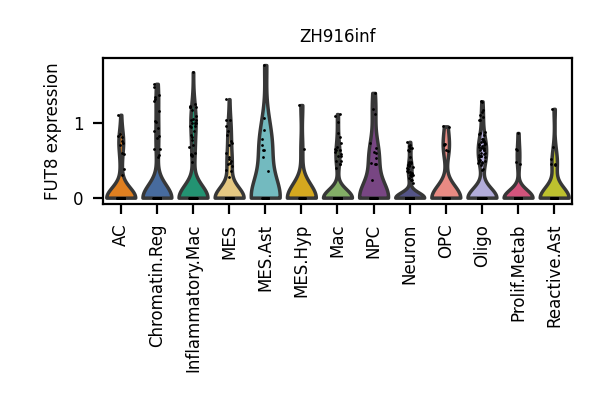 ZH916inf
FUT8 expression
1
0
AC
Chromatin.Reg
Inflammatory.Mac
MES
MES.Ast
MES.Hyp
Mac
NPC
Neuron
OPC
Oligo
Prolif.Metab
Reactive.Ast